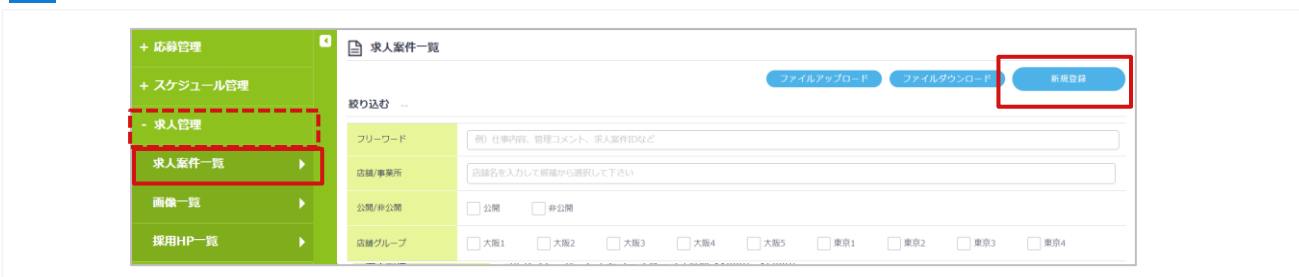 + 応募管理
+ スケジュール管理
- 求人管理
求人案件一覧
画像一覧
採用HP一覧
求人案件一覧
ファイルアップロード ファイルダウンロード 新規登録
絞り込む
フリーワード 例）仕事内容、管理コメント、求人案件IDなど
店舗/事業所 店舗名を入力して候補から選択して下さい
公開/非公開 公開 非公開
店舗グループ 大阪1 大阪2 大阪3 大阪4 大阪5 東京1 東京2 東京3 東京4